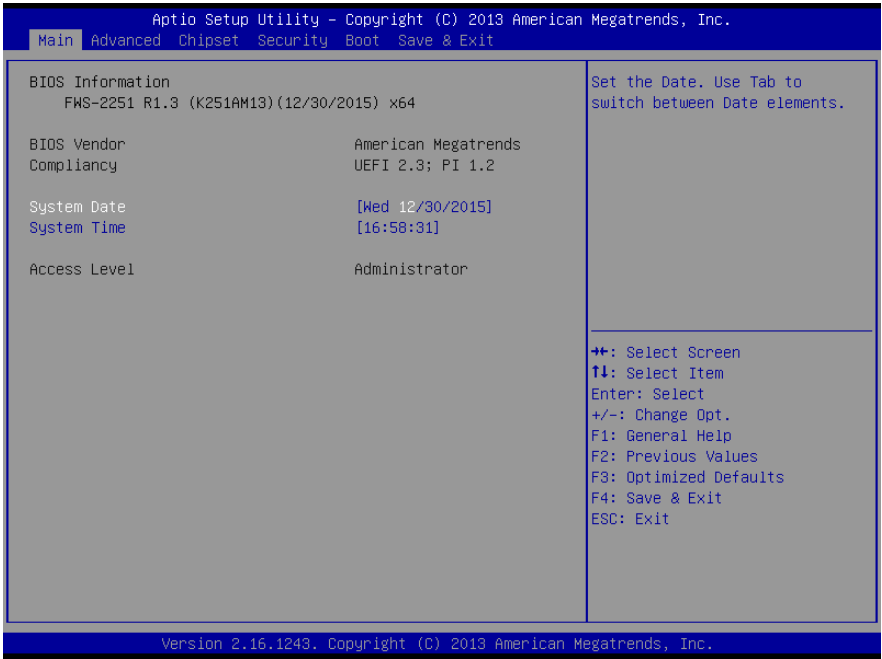 Aptio Setup Utility – Copyright (C) 2013 American Megatrends, Inc.
Main Advanced Chipset Security Boot Save & Exit
BIOS Information
FWS-2251 R1.3 (K251AM13)(12/30/2015) x64
BIOS Vendor American Megatrends
Compliancy UEFI 2.3; PI 1.2
System Date [Wed 12/30/2015]
System Time [16:58:31]
Access Level Administrator
Set the Date. Use Tab to
switch between Date elements.
→←: Select Screen
↑↓: Select Item
Enter: Select
+/-: Change Opt.
F1: General Help
F2: Previous Values
F3: Optimized Defaults
F4: Save & Exit
ESC: Exit
Version 2.16.1243. Copyright (C) 2013 American Megatrends, Inc.